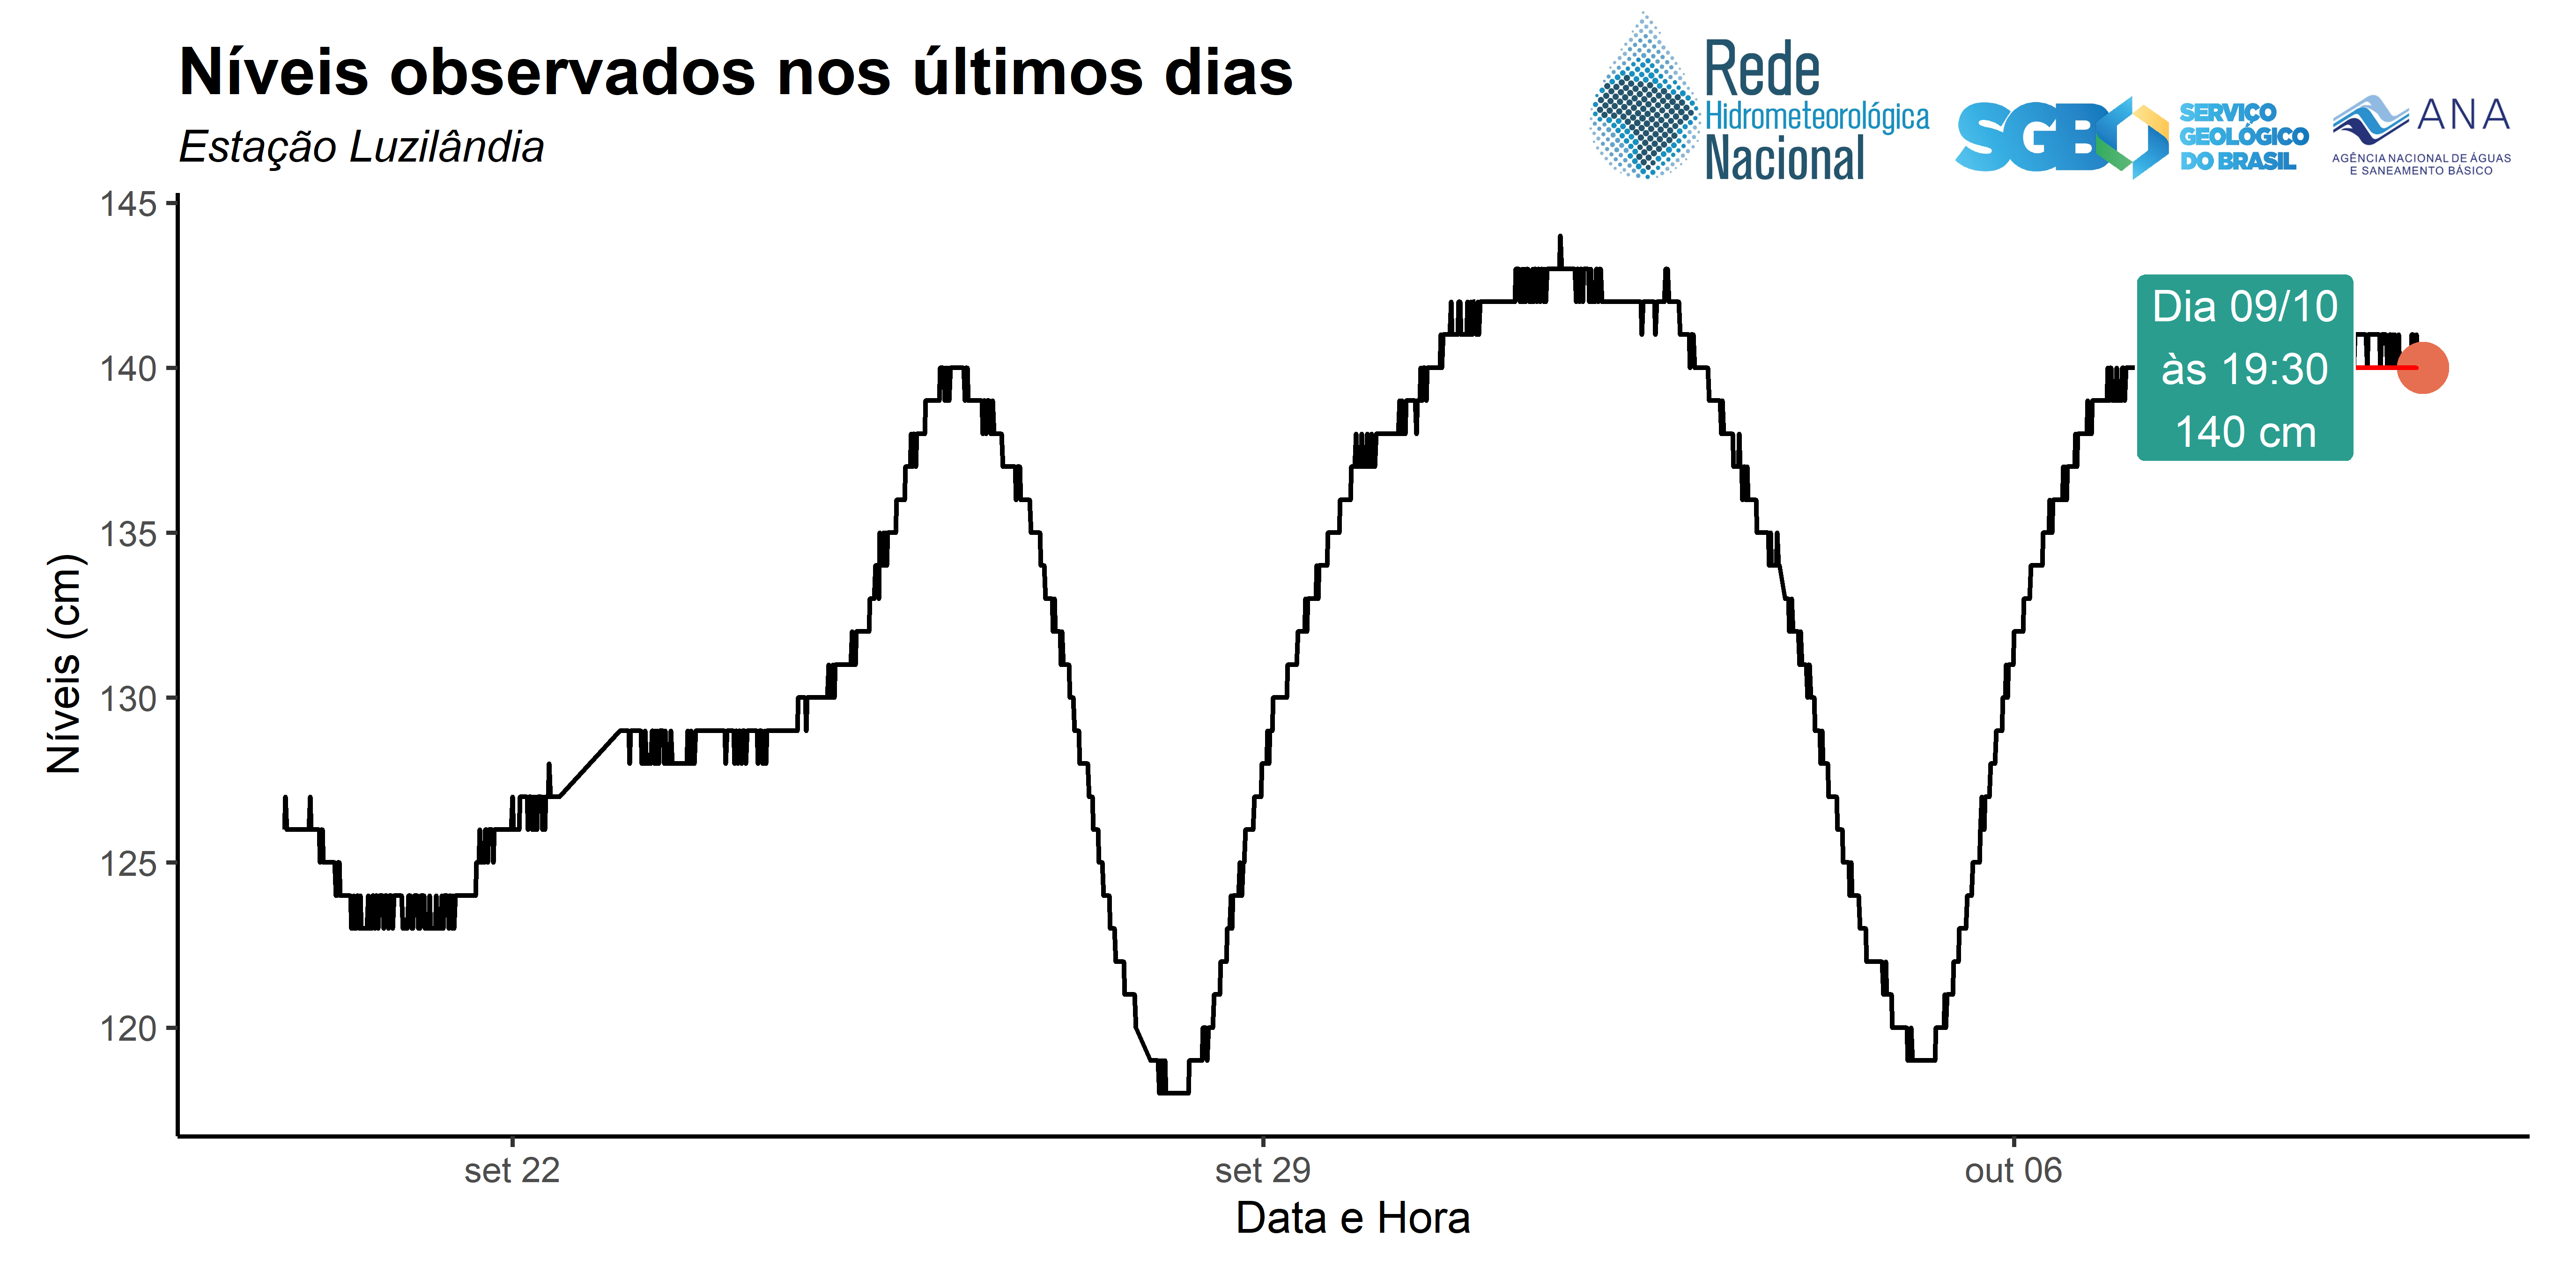 Níveis observados nos últimos dias
Estação Luzilândia
Rede
Hidrometeorológica
Nacional
SGB
SERVIÇO
GEOLÓGICO
DO BRASIL
ANA
AGÊNCIA NACIONAL DE ÁGUAS
E SANEAMENTO BÁSICO
145
140
135
130
125
120
Níveis (cm)
Dia 09/10
às 19:30
140 cm
set 22
set 29
out 06
Data e Hora